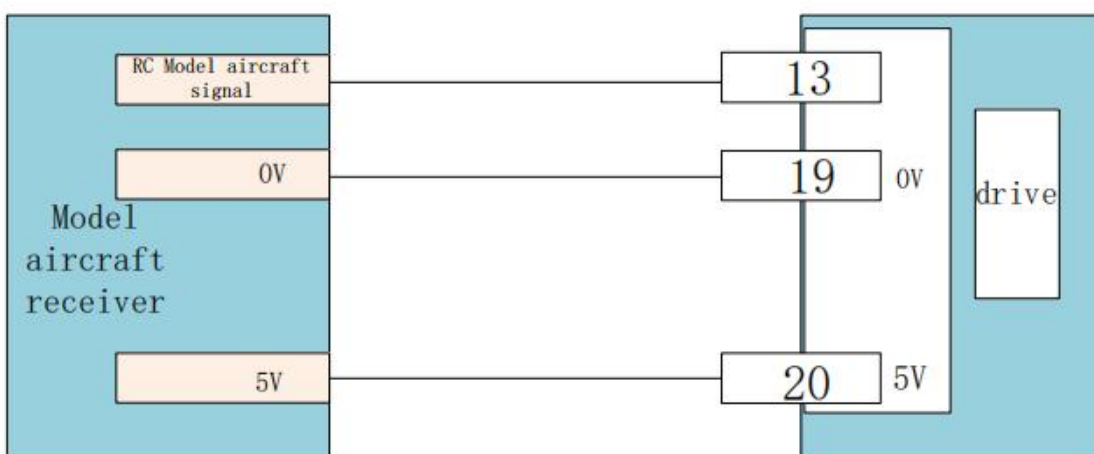 RC Model aircraft
signal
13
0V
19
0V
drive
Model
aircraft
receiver
5V
20
5V